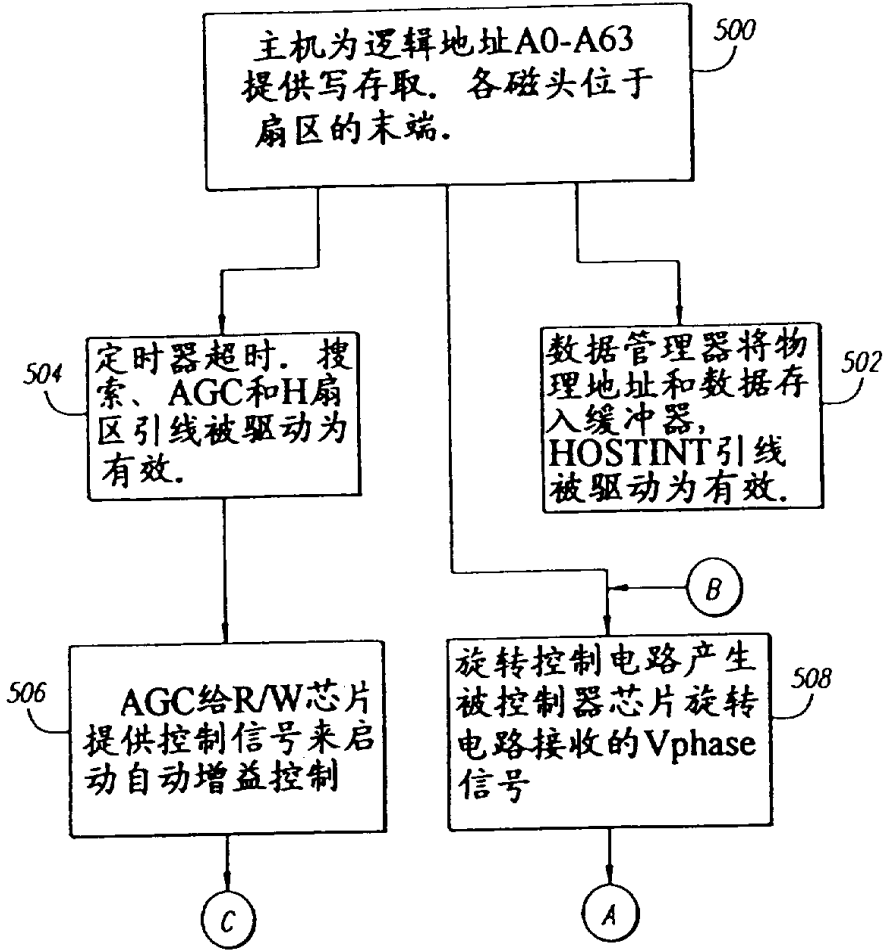 主机为逻辑地址A0-A63
提供写存取. 各磁头位于
扇区的末端.
500
定时器超时. 搜
索、AGC和H扇
区引线被驱动为
有效.
504
数据管理器将物
理地址和数据存
入缓冲器,
HOSTINT引线
被驱动为有效.
502
B
AGC给R/W芯片
提供控制信号来启
动自动增益控制
506
旋转控制电路产生
被控制器芯片旋转
电路接收的Vphase
信号
508
C
A